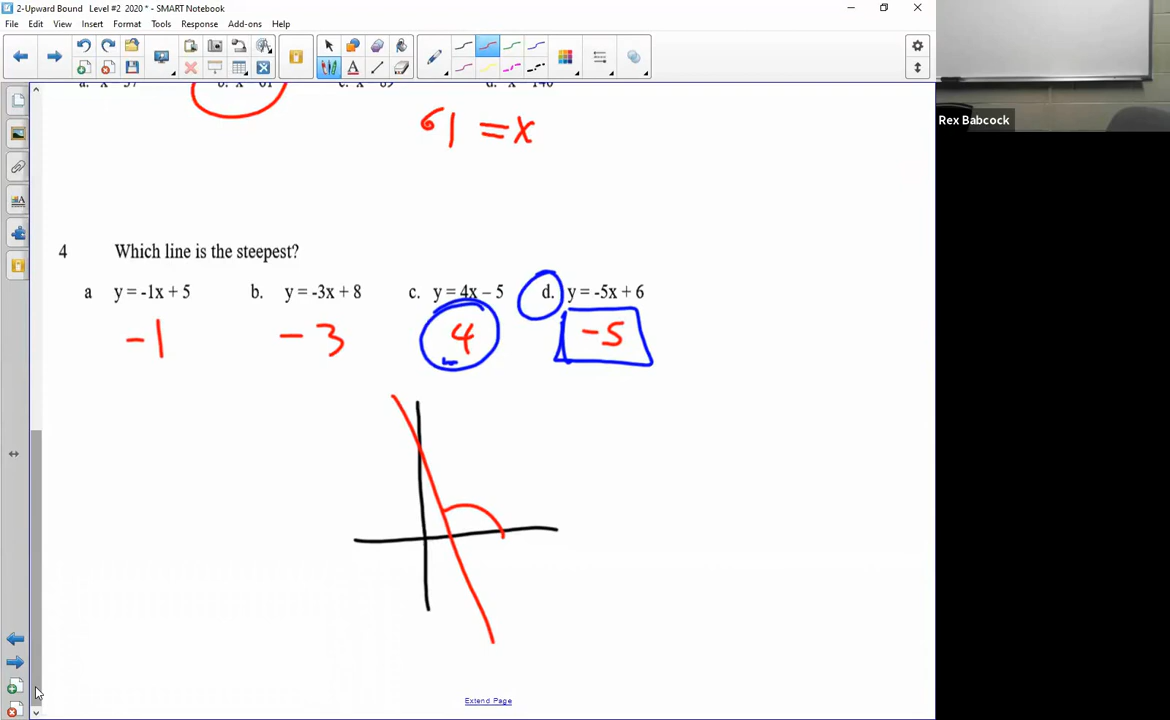 2-Upward Bound Level #2 2020 * - SMART Notebook
File Edit View Insert Format Tools Response Add-ons Help
61 = x
Rex Babcock
4 Which line is the steepest?
a y = -1x + 5 b. y = -3x + 8 c. y = 4x – 5 d. y = -5x + 6
-1 -3 4 -5
Extend Page